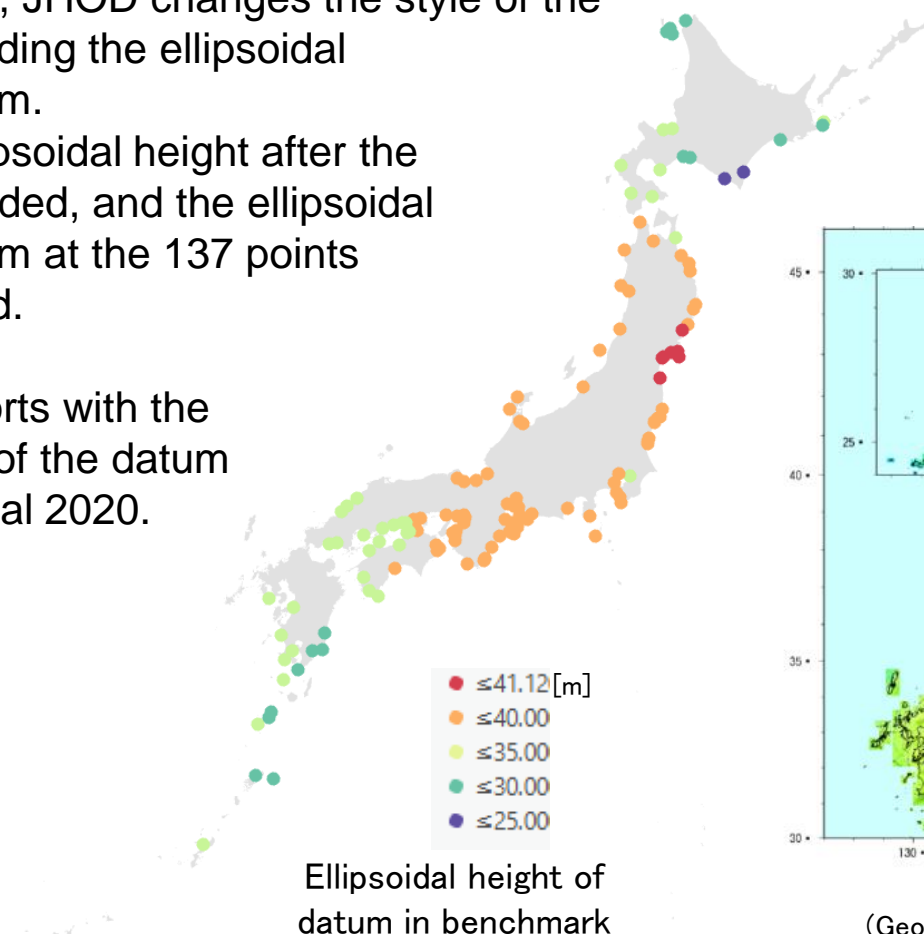 , JHOD changes the style of the
ding the ellipsoidal
m.
osoidal height after the
ded, and the ellipsoidal
m at the 137 points
d.
orts with the
of the datum
al 2020.
≤41.12[m]
≤40.00
≤35.00
≤30.00
≤25.00
Ellipsoidal height of
datum in benchmark
45
40
35
30
130
30
25
(Geo